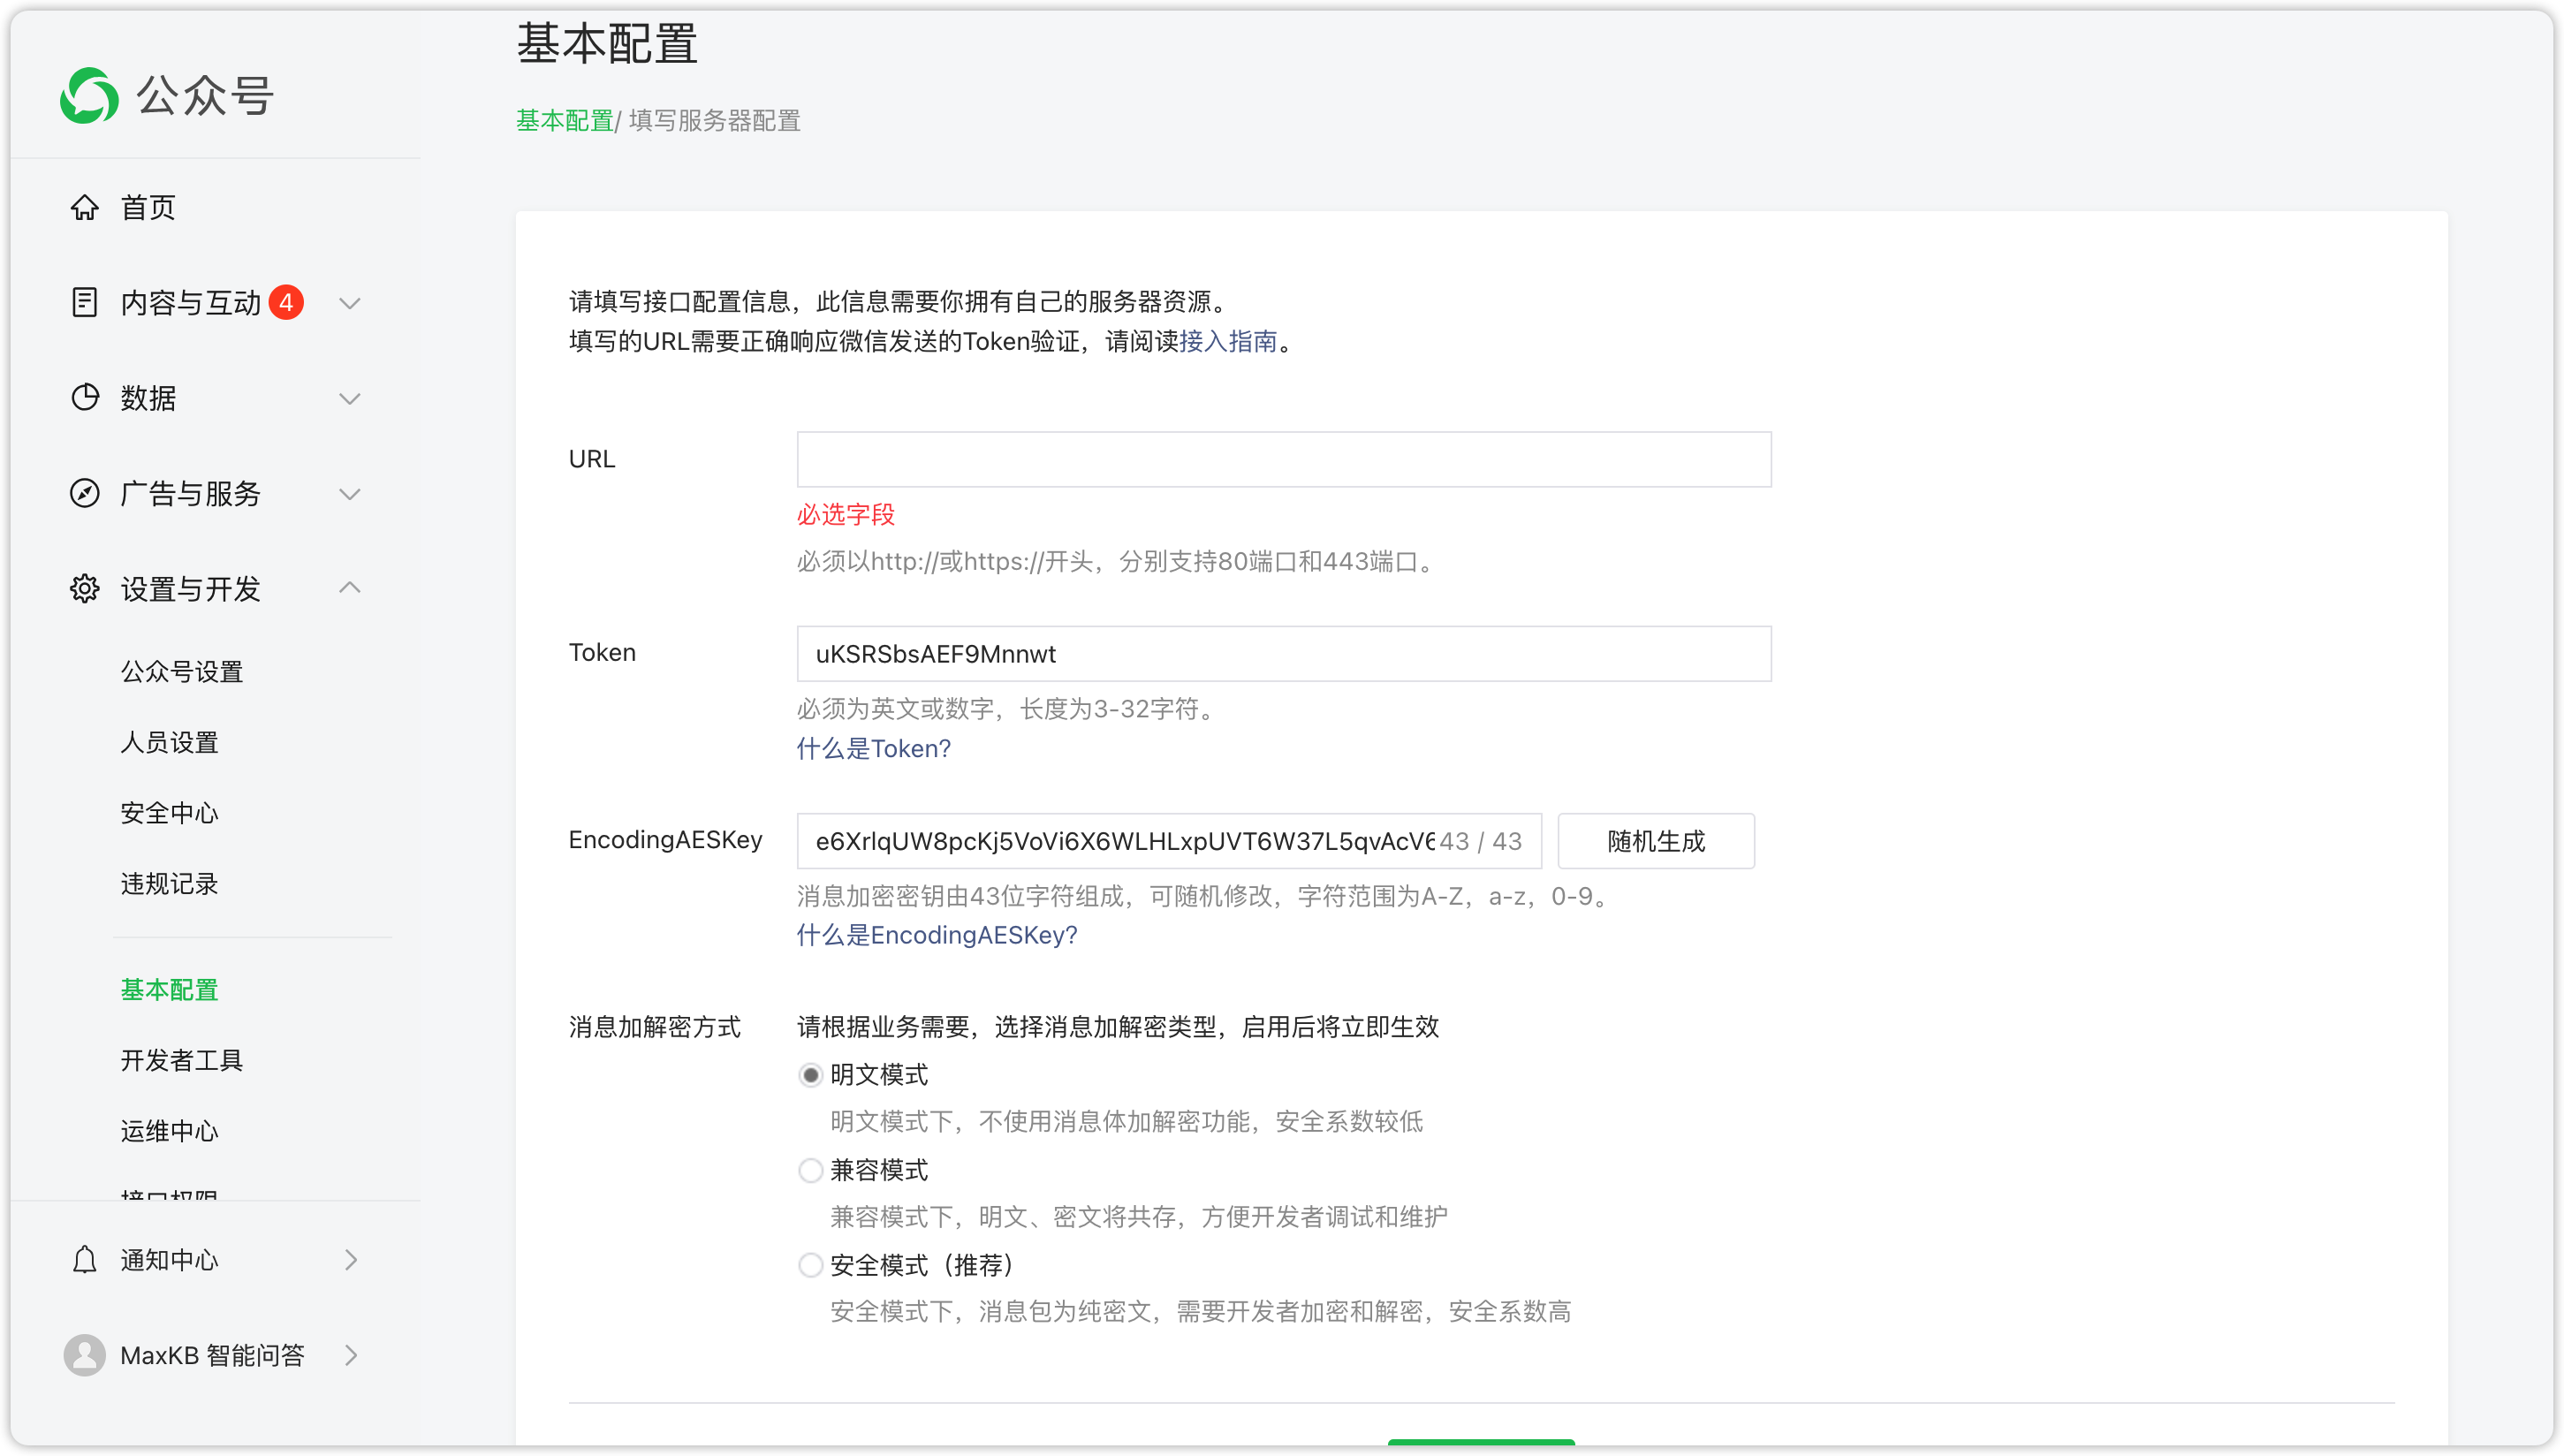 公众号
首页
内容与互动 4
数据
广告与服务
设置与开发
公众号设置
人员设置
安全中心
违规记录
基本配置
开发者工具
运维中心
接口权限
通知中心
MaxKB 智能问答
基本配置
基本配置/ 填写服务器配置
请填写接口配置信息，此信息需要你拥有自己的服务器资源。
填写的URL需要正确响应微信发送的Token验证，请阅读接入指南。
URL
必选字段
必须以http://或https://开头，分别支持80端口和443端口。
Token uKSRSbsAEF9Mnnwt
必须为英文或数字，长度为3-32字符。
什么是Token?
EncodingAESKey e6XrlqUW8pcKj5VoVi6X6WLHLxpUVT6W37L5qvAcV6 43 / 43 随机生成
消息加密密钥由43位字符组成，可随机修改，字符范围为A-Z，a-z，0-9。
什么是EncodingAESKey?
消息加解密方式 请根据业务需要，选择消息加解密类型，启用后将立即生效
明文模式
明文模式下，不使用消息体加解密功能，安全系数较低
兼容模式
兼容模式下，明文、密文将共存，方便开发者调试和维护
安全模式（推荐）
安全模式下，消息包为纯密文，需要开发者加密和解密，安全系数高